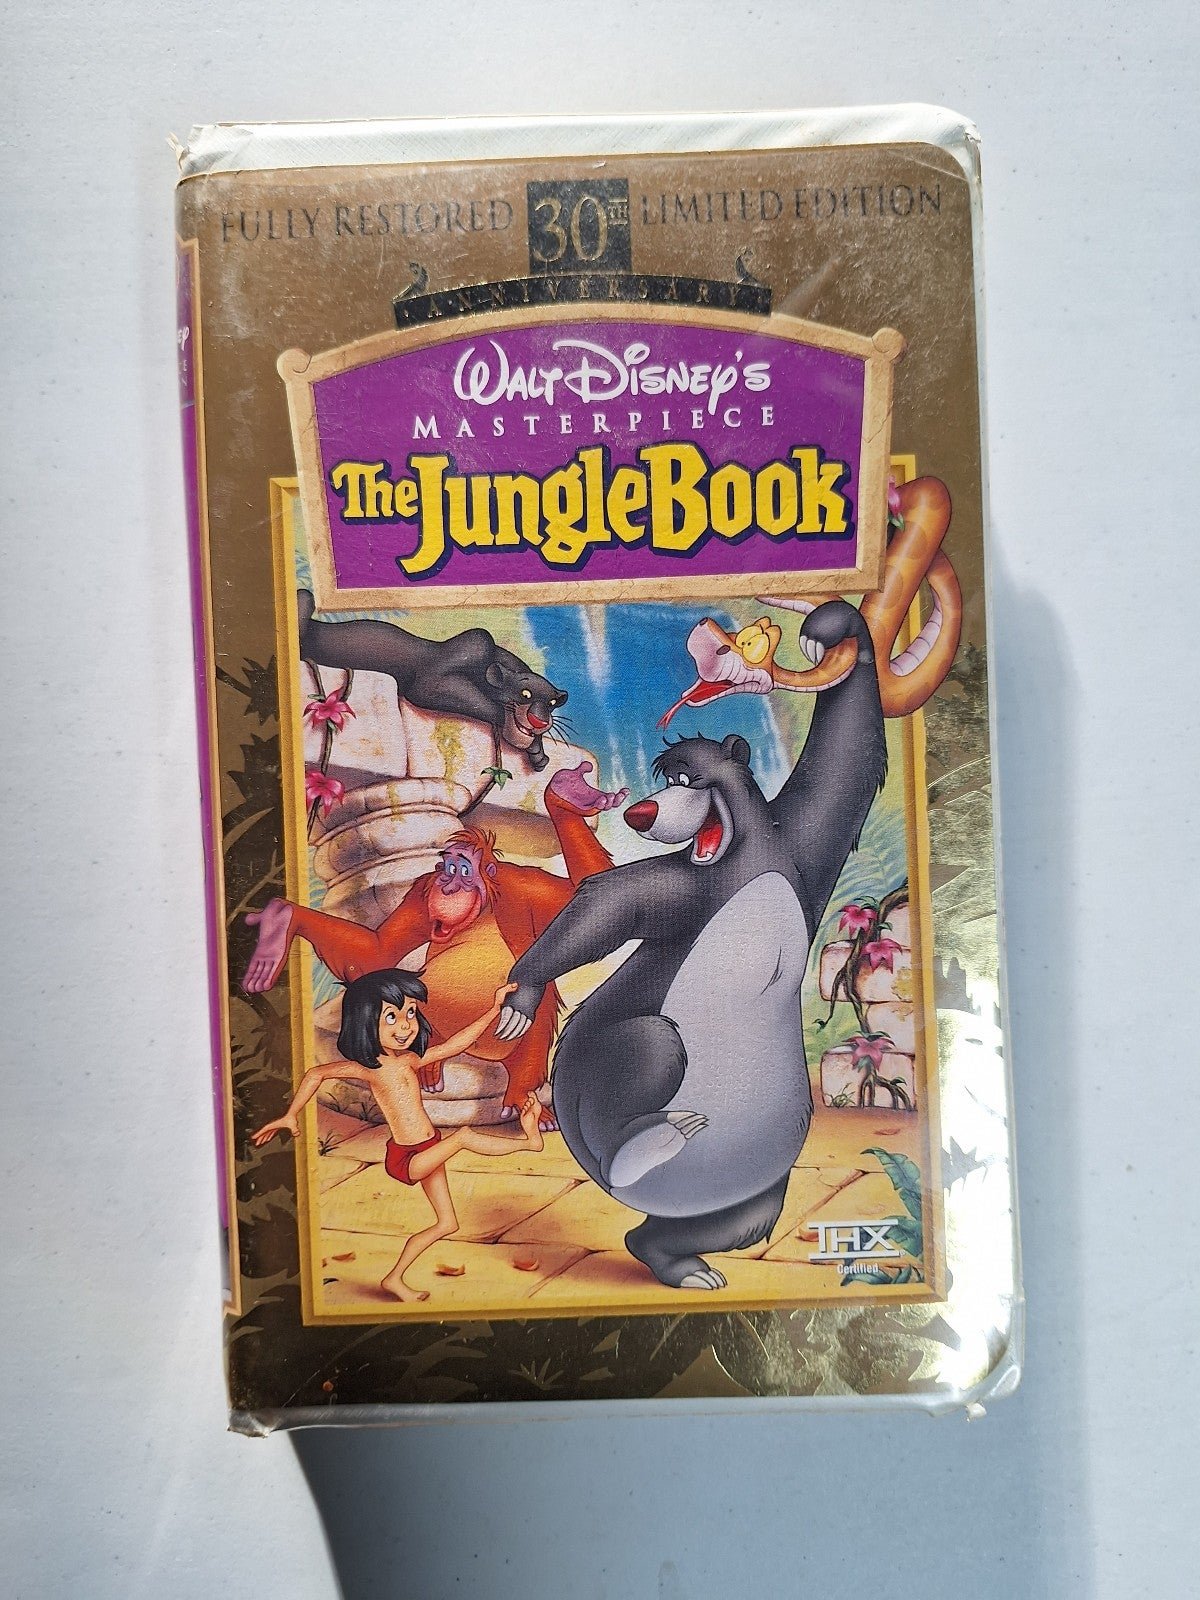 FULLY RESTORED 30TH LIMITED EDITION
ANNIVERSARY
WALT DISNEY'S
MASTERPIECE
THE JUNGLE BOOK
THX
Certified